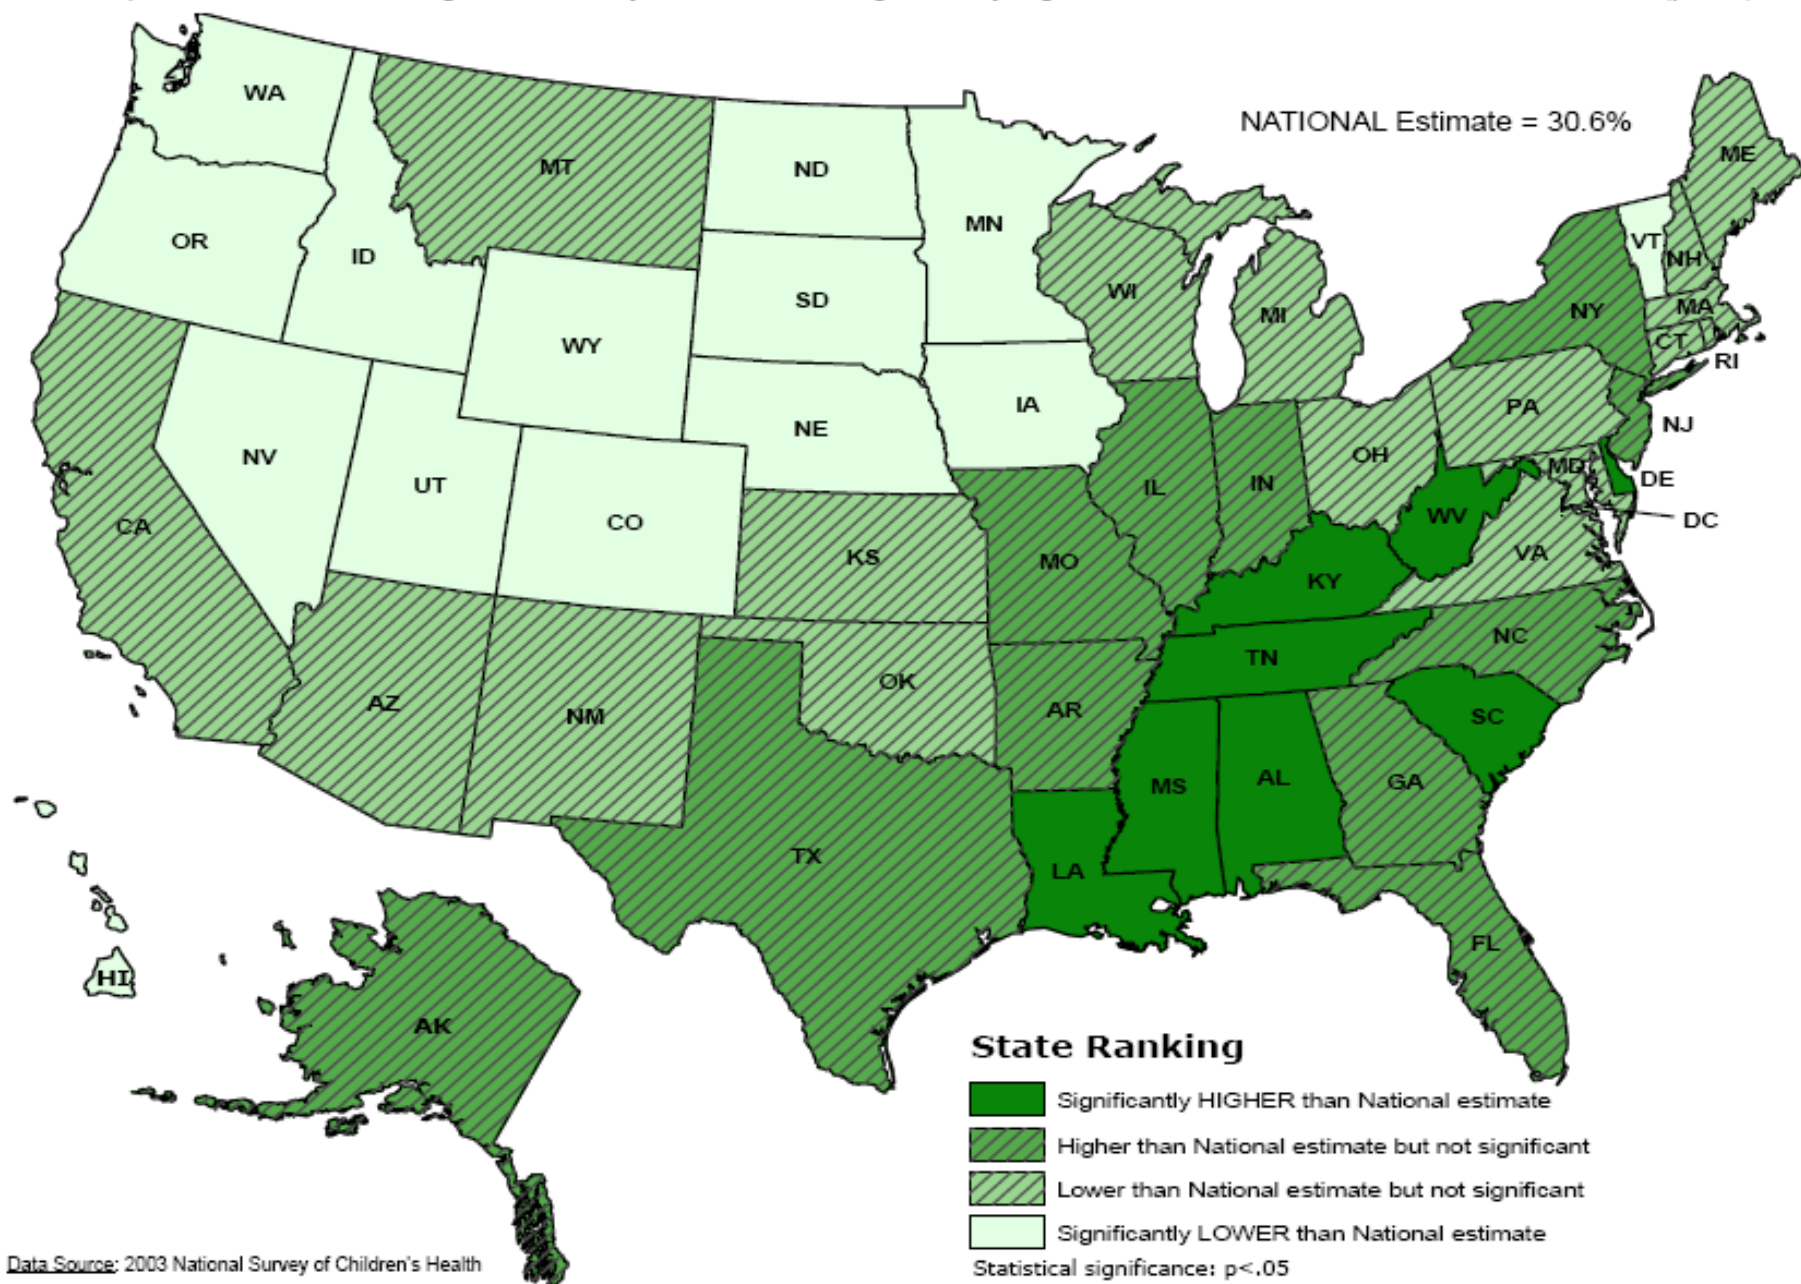 NATIONAL Estimate = 30.6%
WA
MT
ND
MN
ME
OR
ID
SD
WI
MI
VT
NH
NY
MA
CT
RI
WY
IA
NE
PA
NJ
NV
UT
CO
KS
MO
IL
IN
OH
MD
DE
DC
WV
VA
CA
KY
NC
TN
AZ
NM
OK
AR
SC
MS
AL
GA
TX
LA
FL
HI
AK
State Ranking
Significantly HIGHER than National estimate
Higher than National estimate but not significant
Lower than National estimate but not significant
Significantly LOWER than National estimate
Statistical significance: p<.05
Data Source: 2003 National Survey of Children's Health